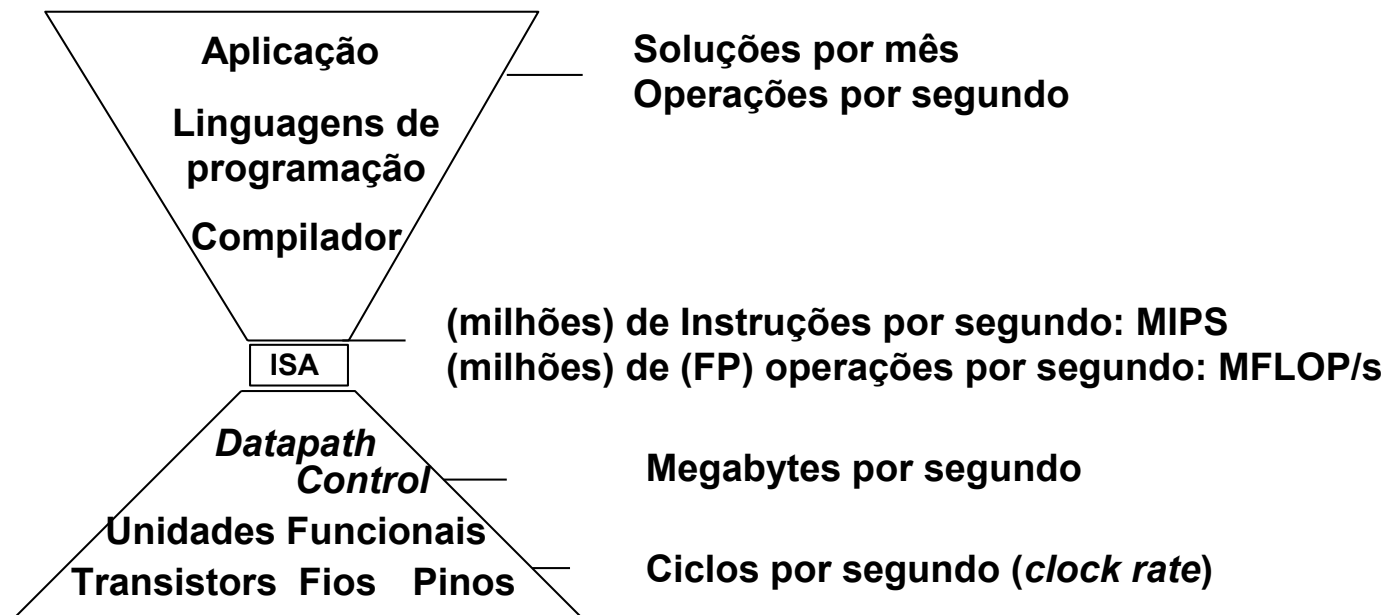 Aplicação
Soluções por mês
Operações por segundo
Linguagens de
programação
Compilador
(milhões) de Instruções por segundo: MIPS
ISA
(milhões) de (FP) operações por segundo: MFLOP/s
Datapath
Control
Megabytes por segundo
Unidades Funcionais
Transistors Fios Pinos
Ciclos por segundo (clock rate)